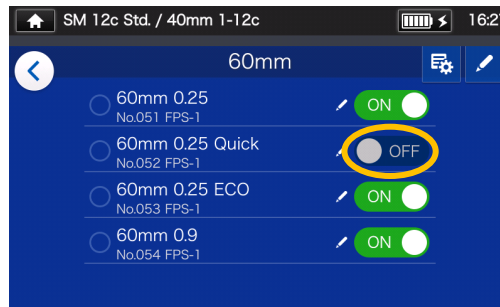 SM 12c Std. / 40mm 1-12c
16:2
60mm
60mm 0.25
ON
No.051 FPS-1
60mm 0.25 Quick
OFF
No.052 FPS-1
60mm 0.25 ECO
ON
No.053 FPS-1
60mm 0.9
ON
No.054 FPS-1